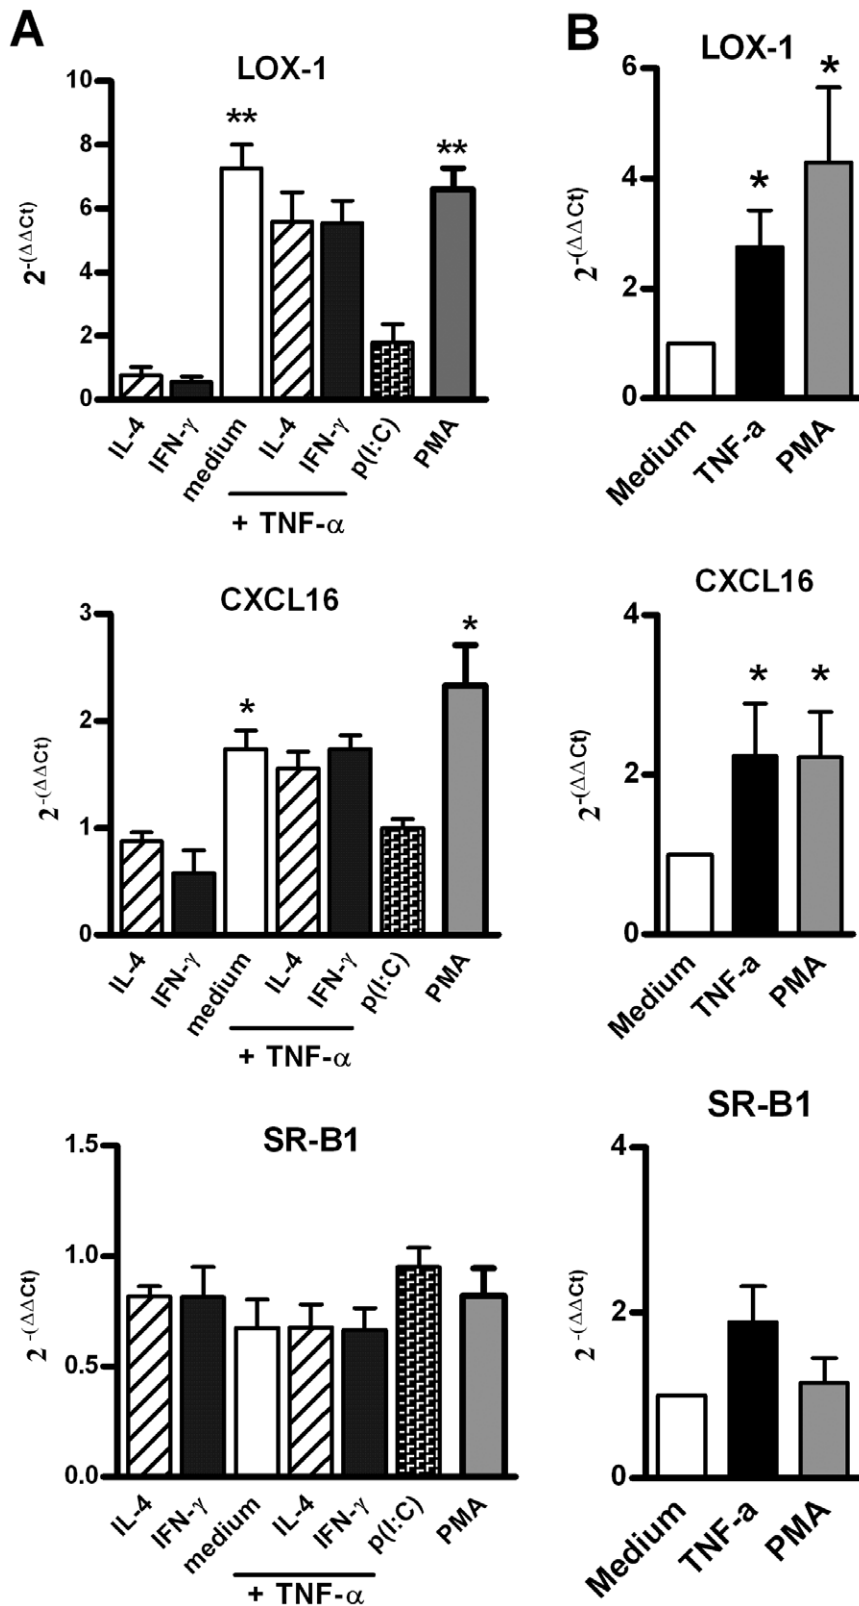 A
B
LOX-1
10
8
6
4
2
0
2-(ΔΔCt)
**
**
IL-4
IFN-γ
medium
IL-4
IFN-γ
p(I:C)
PMA
+ TNF-α
LOX-1
6
4
2
0
2-(ΔΔCt)
*
*
Medium
TNF-a
PMA
CXCL16
3
2
1
0
2-(ΔΔCt)
*
*
IL-4
IFN-γ
medium
IL-4
IFN-γ
p(I:C)
PMA
+ TNF-α
CXCL16
4
2
0
2-(ΔΔCt)
*
*
Medium
TNF-a
PMA
SR-B1
1.5
1.0
0.5
0.0
2-(ΔΔCt)
IL-4
IFN-γ
medium
IL-4
IFN-γ
p(I:C)
PMA
+ TNF-α
SR-B1
4
2
0
2-(ΔΔCt)
Medium
TNF-a
PMA